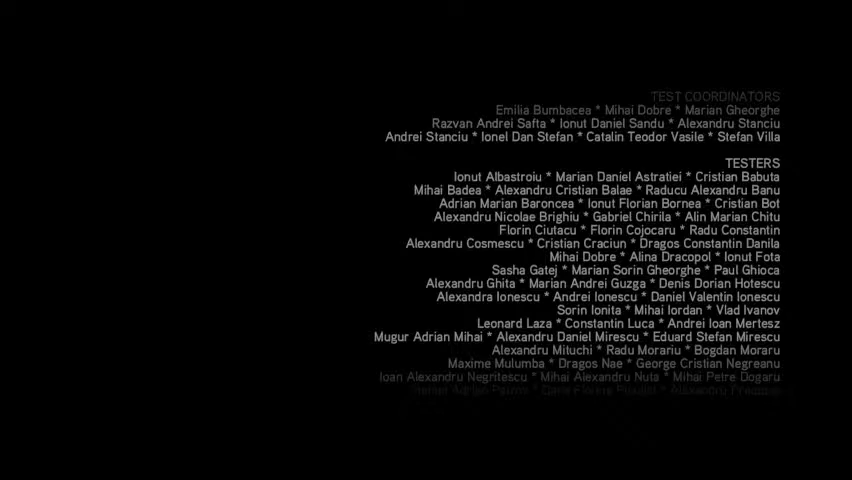 TEST COORDINATORS
Emilia Bumbacea * Mihai Dobre * Marian Gheorghe
Razvan Andrei Safta * Ionut Daniel Sandu * Alexandru Stanciu
Andrei Stanciu * Ionel Dan Stefan * Catalin Teodor Vasile * Stefan Villa
TESTERS
Ionut Albastroiu * Marian Daniel Astratiei * Cristian Babuta
Mihai Badea * Alexandru Cristian Balae * Raducu Alexandru Banu
Adrian Marian Baroncea * Ionut Florian Bornea * Cristian Bot
Alexandru Nicolae Brighiu * Gabriel Chirila * Alin Marian Chitu
Florin Ciutacu * Florin Cojocaru * Radu Constantin
Alexandru Cosmescu * Cristian Craciun * Dragos Constantin Danila
Mihai Dobre * Alina Dracopol * Ionut Fota
Sasha Gatej * Marian Sorin Gheorghe * Paul Ghioca
Alexandru Ghita * Marian Andrei Guzga * Denis Dorian Hotescu
Alexandra Ionescu * Andrei Ionescu * Daniel Valentin Ionescu
Sorin Ionita * Mihai Iordan * Vlad Ivanov
Leonard Laza * Constantin Luca * Andrei Ioan Mertesz
Mugur Adrian Mihai * Alexandru Daniel Mirescu * Eduard Stefan Mirescu
Alexandru Mituchi * Radu Morariu * Bogdan Moraru
Maxime Mulumba * Dragos Nae * George Cristian Negreanu
Ioan Alexandru Negritescu * Mihai Alexandru Nuta * Mihai Petre Dogaru